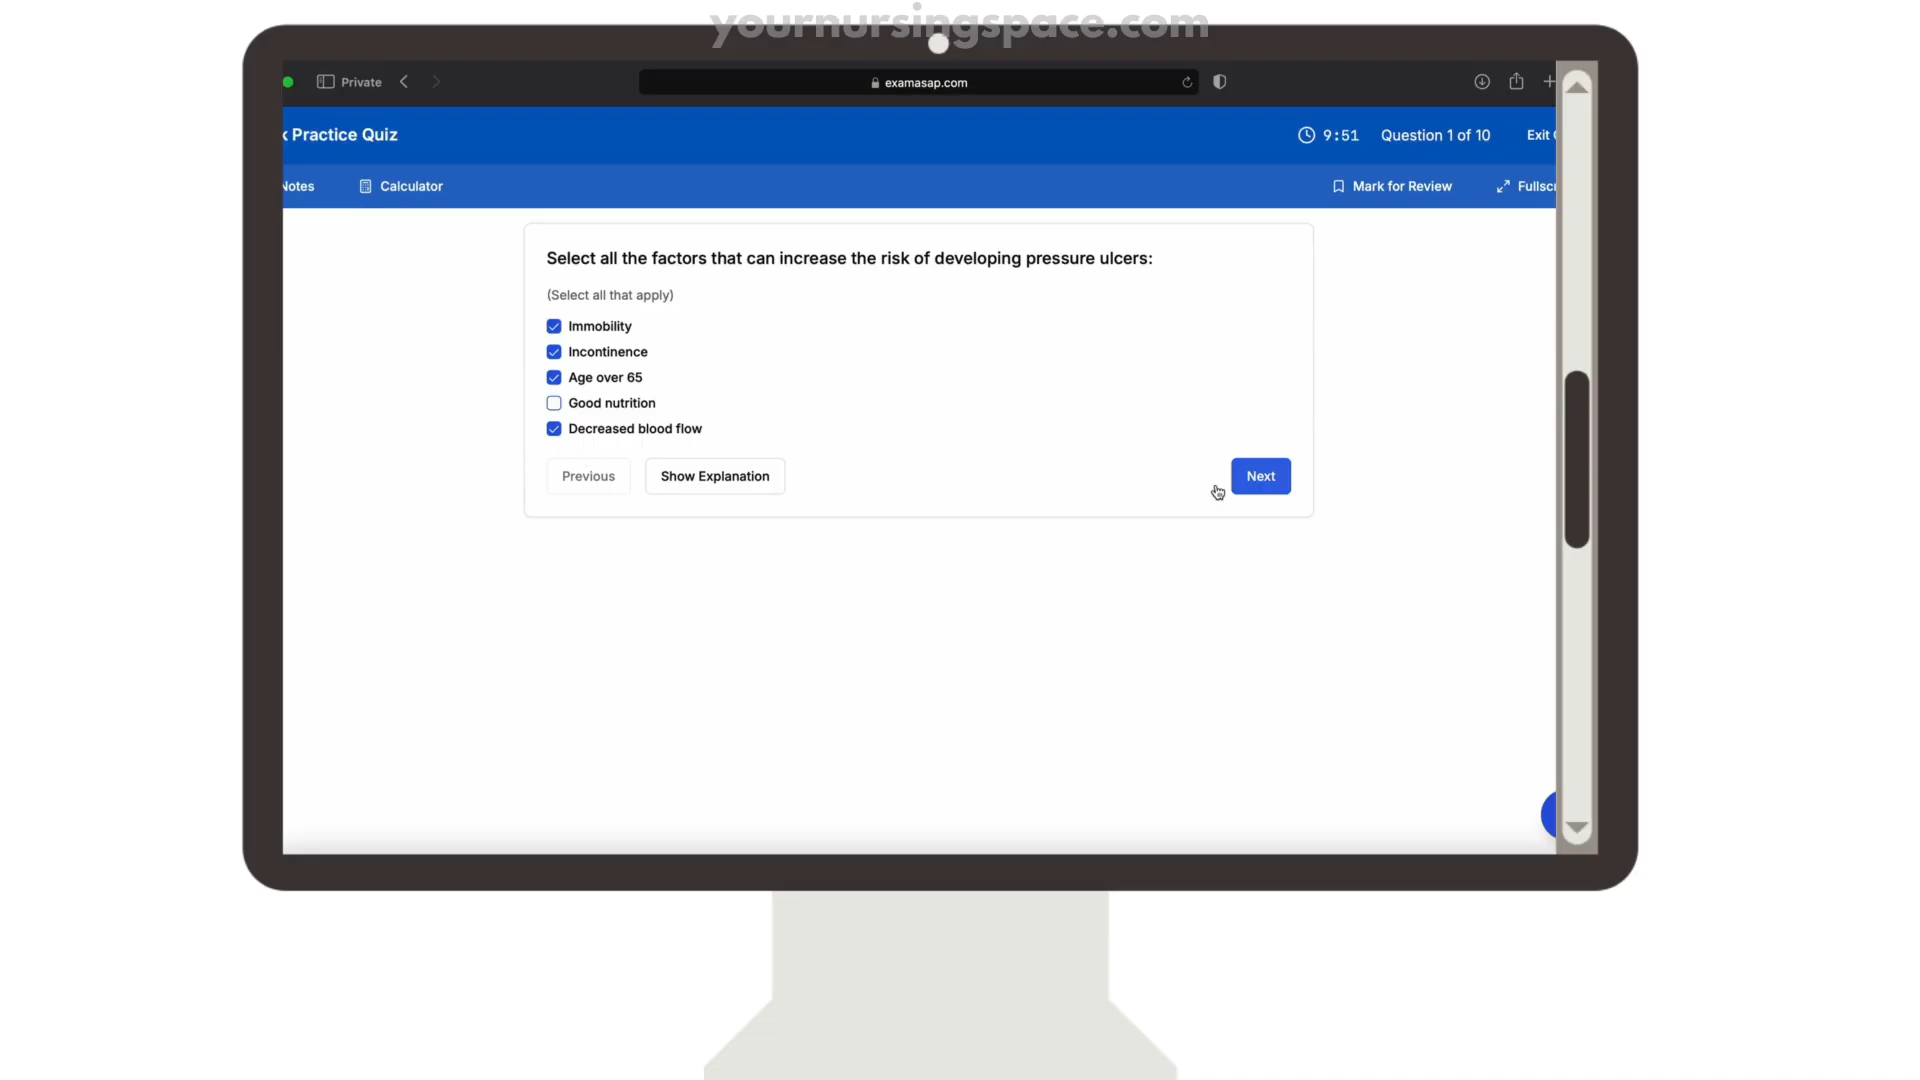 yournursingspace.com
Private
examasap.com
k Practice Quiz
9:51
Question 1 of 10
Exit
Notes
Calculator
Mark for Review
Fullscr
Select all the factors that can increase the risk of developing pressure ulcers:
(Select all that apply)
Immobility
Incontinence
Age over 65
Good nutrition
Decreased blood flow
Previous
Show Explanation
Next